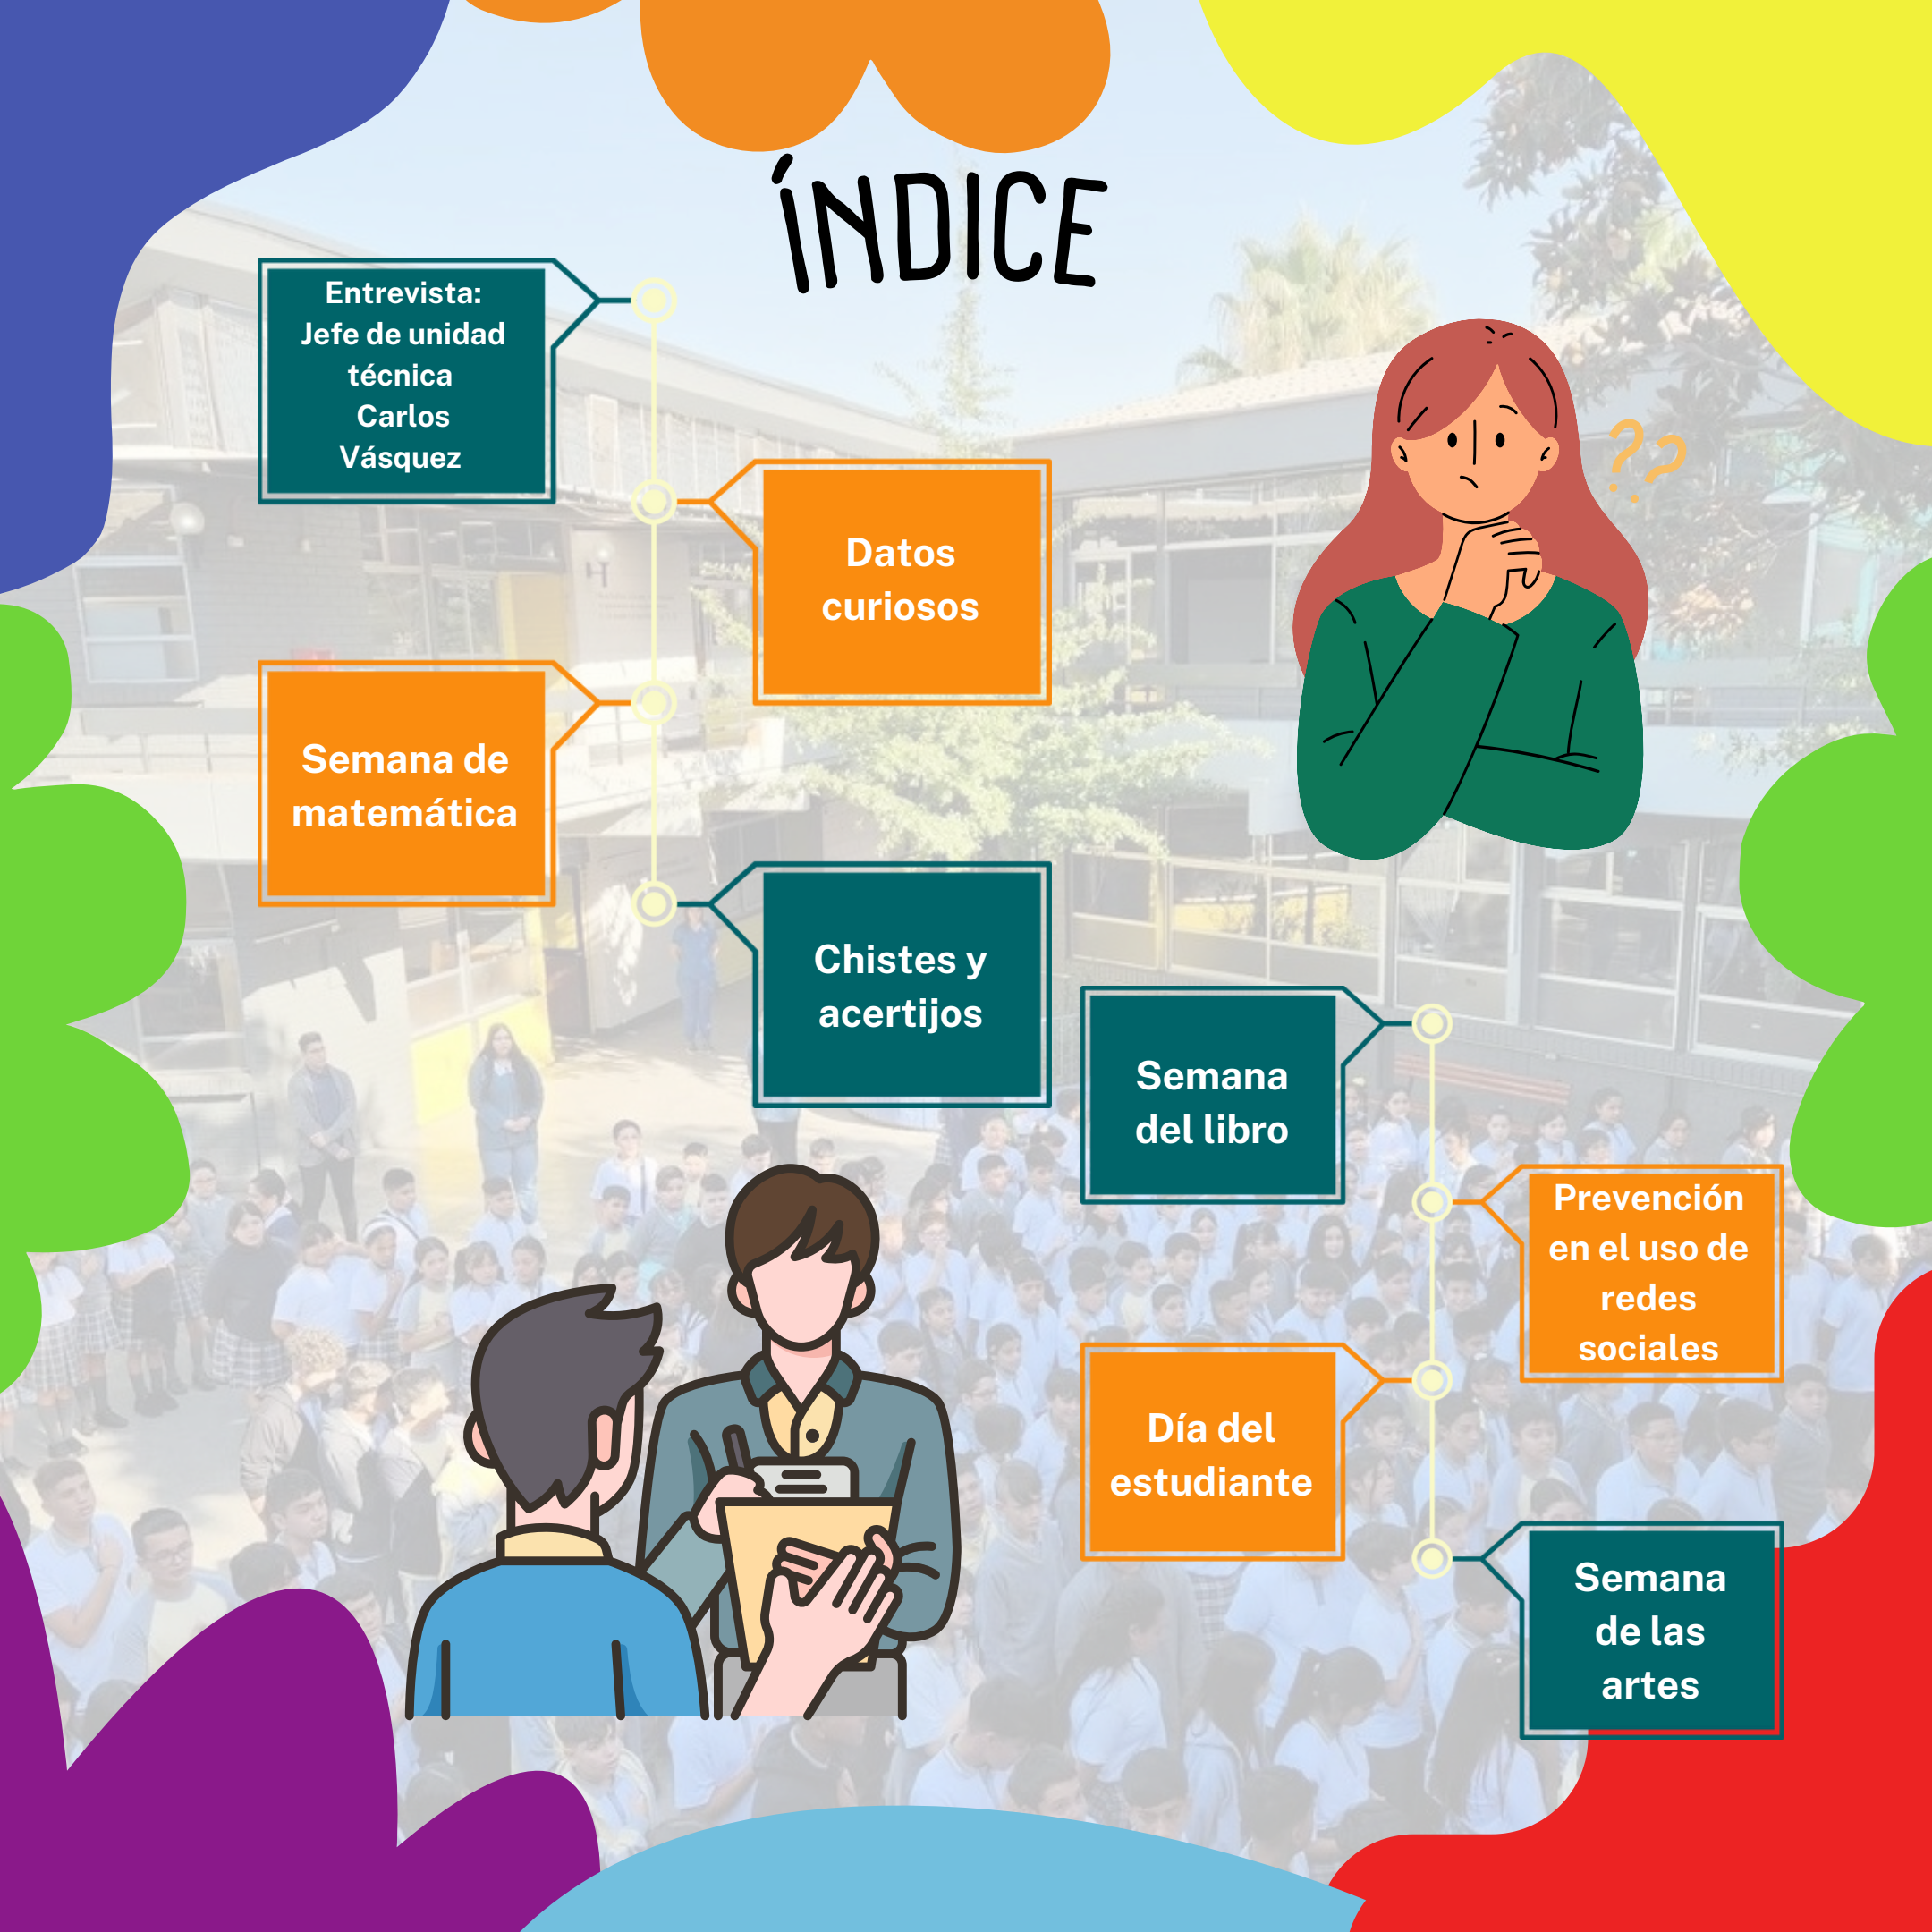 ÍNDICE
Entrevista:
Jefe de unidad
técnica
Carlos
Vásquez
Datos
curiosos
Semana de
matemática
Chistes y
acertijos
Semana
del libro
Prevención
en el uso de
redes
sociales
Día del
estudiante
Semana
de las
artes
??